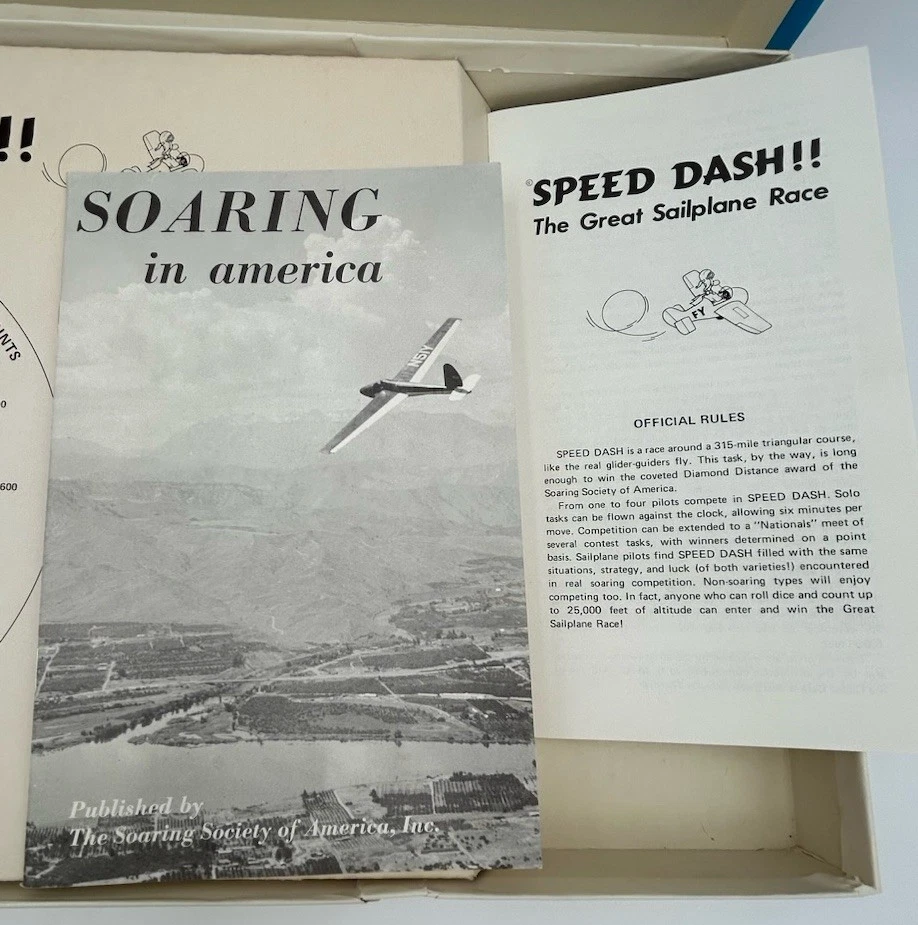 !!
UNTS
0
600
SOARING
in america
N51Y
Published by
The Soaring Society of America, Inc.
©SPEED DASH!!
The Great Sailplane Race
FY
OFFICIAL RULES
SPEED DASH is a race around a 315-mile triangular course,
like the real glider-guiders fly. This task, by the way, is long
enough to win the coveted Diamond Distance award of the
Soaring Society of America.
From one to four pilots compete in SPEED DASH. Solo
tasks can be flown against the clock, allowing six minutes per
move. Competition can be extended to a "Nationals" meet of
several contest tasks, with winners determined on a point
basis. Sailplane pilots find SPEED DASH filled with the same
situations, strategy, and luck (of both varieties!) encountered
in real soaring competition. Non-soaring types will enjoy
competing too. In fact, anyone who can roll dice and count up
to 25,000 feet of altitude can enter and win the Great
Sailplane Race!